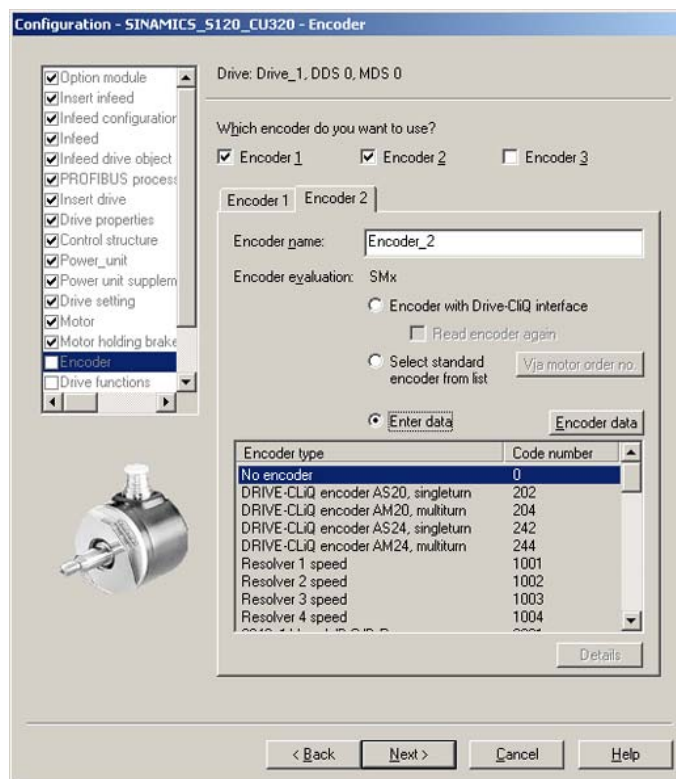 Configuration - SINAMICS_S120_CU320 - Encoder
Option module
Insert infeed
Infeed configuration
Infeed
Infeed drive object
PROFIBUS process
Insert drive
Drive properties
Control structure
Power_unit
Power unit supplem
Drive setting
Motor
Motor holding brake
Encoder
Drive functions
Drive: Drive_1, DDS 0, MDS 0
Which encoder do you want to use?
Encoder 1 Encoder 2 Encoder 3
Encoder 1 Encoder 2
Encoder name: Encoder_2
Encoder evaluation: SMx
Encoder with Drive-CliQ interface
Read encoder again
Select standard encoder from list
Via motor order no.
Enter data
Encoder data
Encoder type Code number
No encoder 0
DRIVE-CLiQ encoder AS20, singleturn 202
DRIVE-CLiQ encoder AM20, multiturn 204
DRIVE-CLiQ encoder AS24, singleturn 242
DRIVE-CLiQ encoder AM24, multiturn 244
Resolver 1 speed 1001
Resolver 2 speed 1002
Resolver 3 speed 1003
Resolver 4 speed 1004
Details
< Back Next > Cancel Help